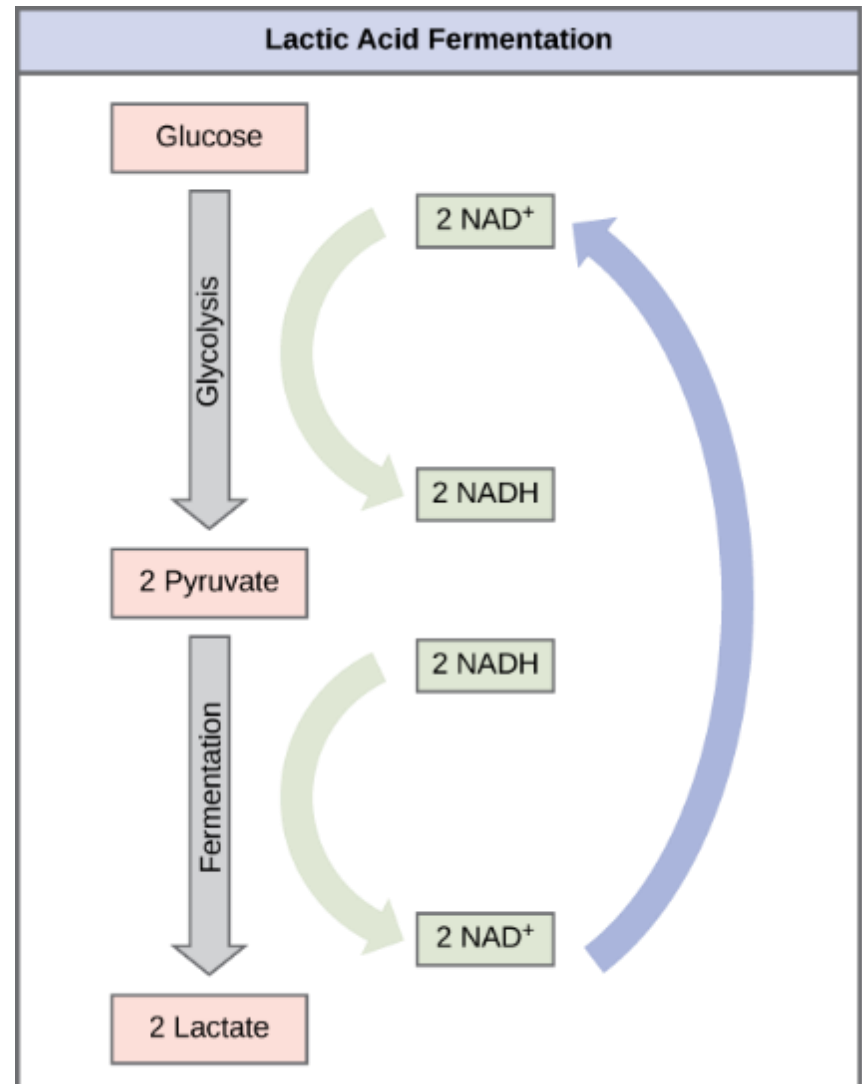 Lactic Acid Fermentation
Glucose
2 NAD⁺
Glycolysis
2 NADH
2 Pyruvate
2 NADH
Fermentation
2 NAD⁺
2 Lactate